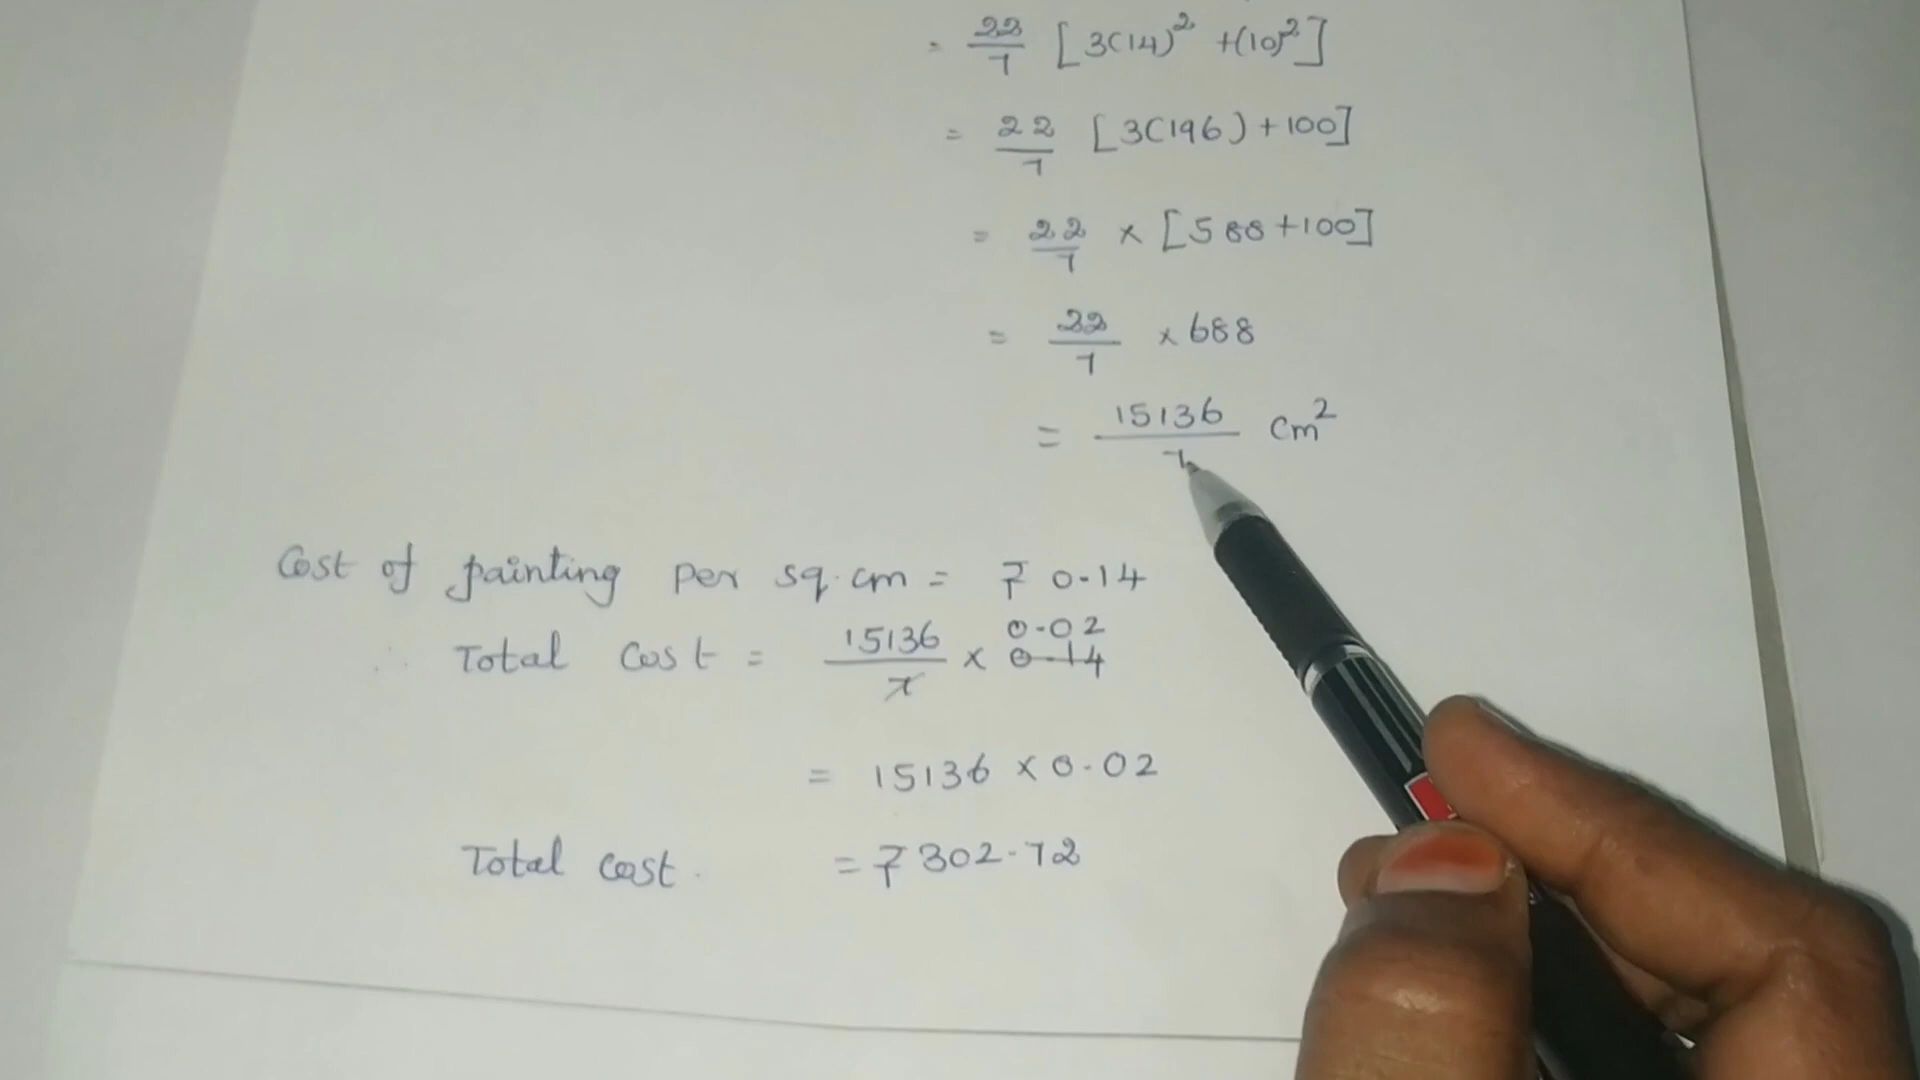 = 22/7 [3(14)² +(10)²]
= 22/7 [3(196)+100]
= 22/7 × [588+100]
= 22/7 × 688
= 15136/7 cm²
Cost of painting per sq.cm = ₹ 0.14
∴ Total cost = 15136/7 × 0.14 0.02
= 15136 × 0.02
Total cost. = ₹ 302.72